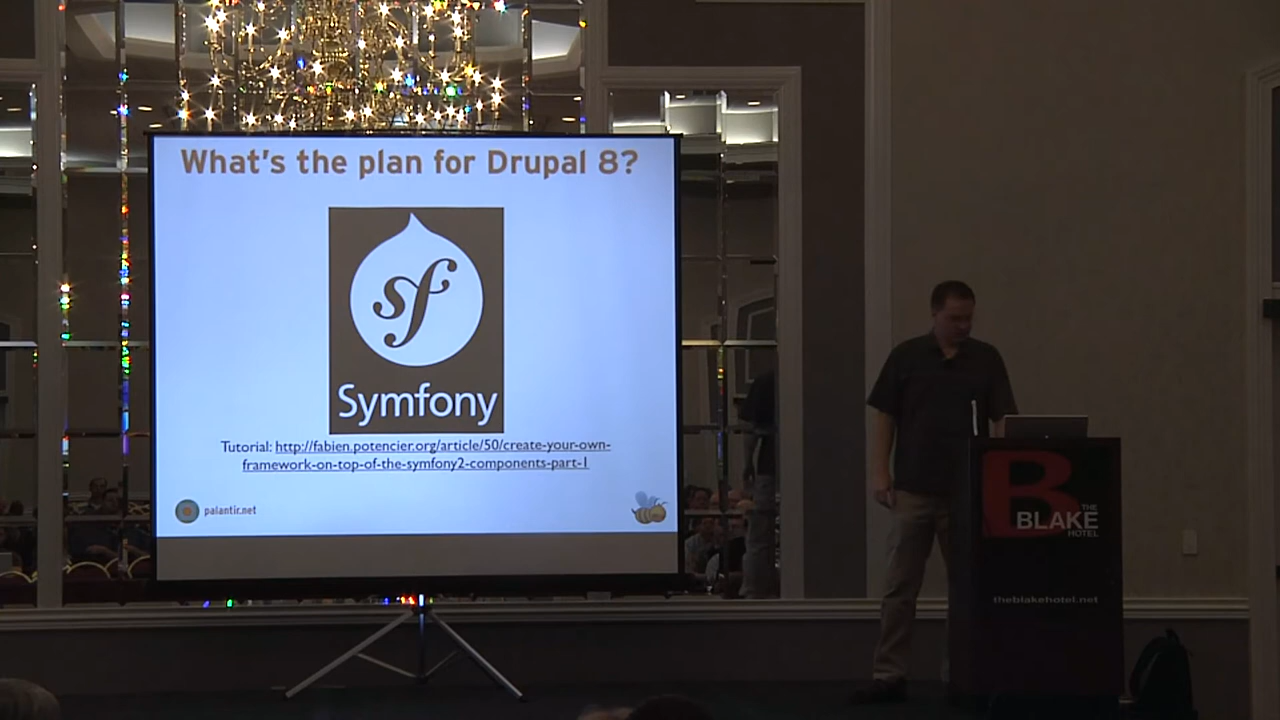 What's the plan for Drupal 8?
sf
Symfony
Tutorial: http://fabien.potencier.org/article/50/create-your-own-
framework-on-top-of-the-symfony2-components-part-1
palantir.net
B
THE
BLAKE
HOTEL
theblakehotel.net